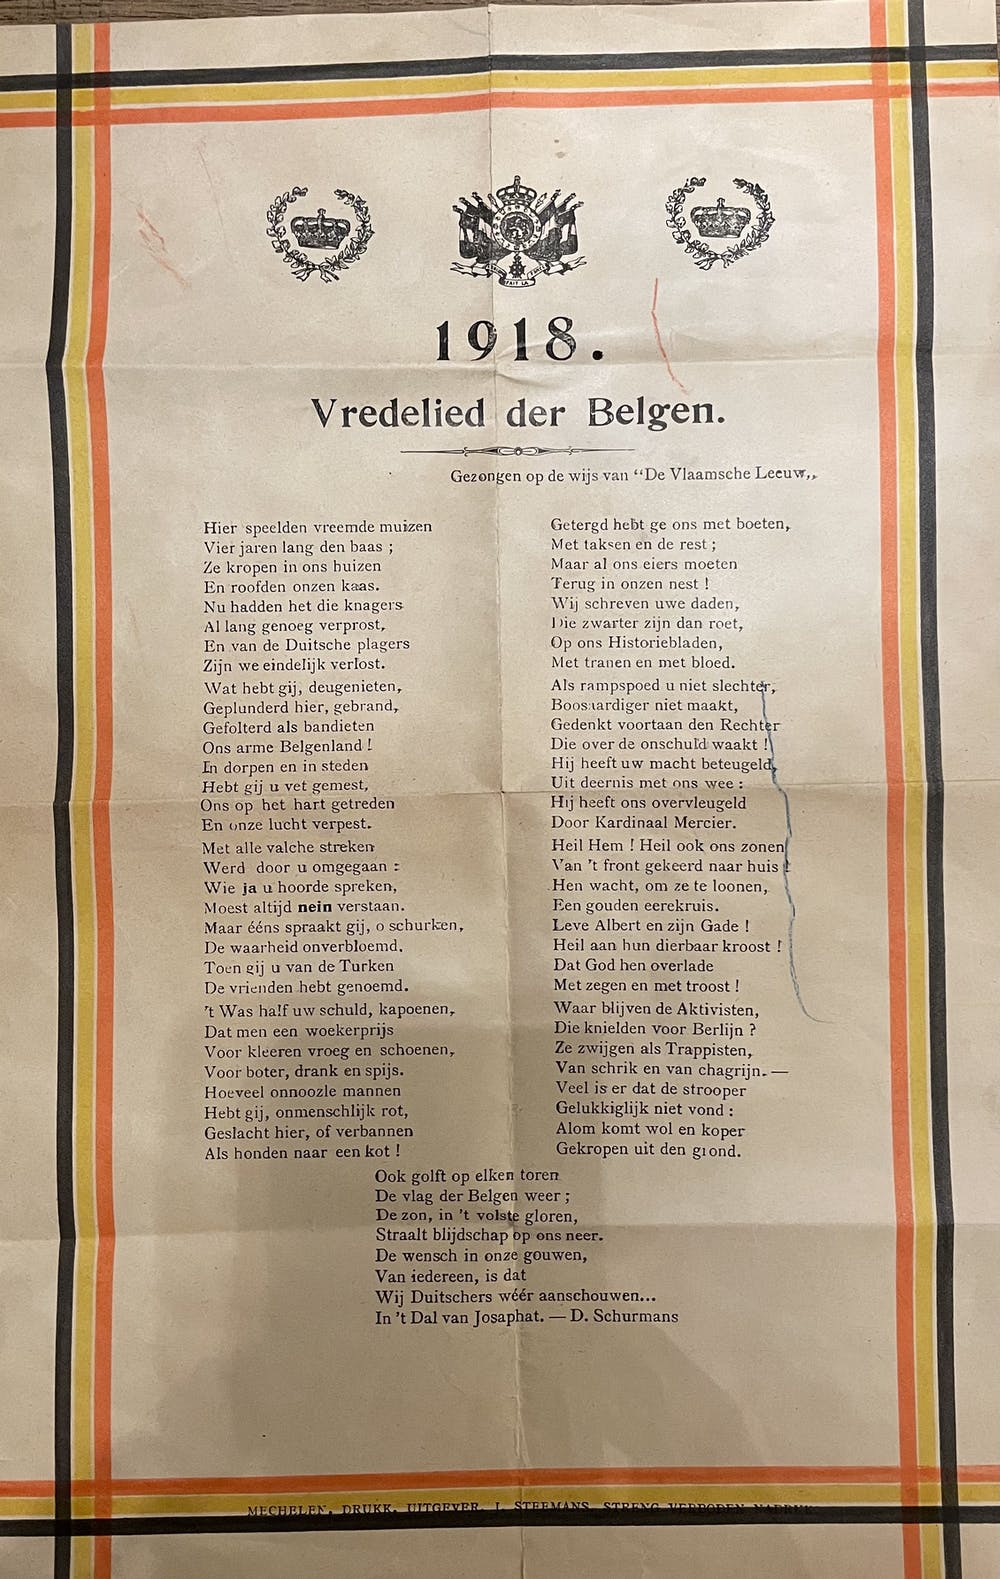 FAIT LA
1918.
Vredelied der Belgen.
Gezongen op de wijs van “De Vlaamsche Leeuw„
Hier speelden vreemde muizen
Vier jaren lang den baas ;
Ze kropen in ons huizen
En roofden onzen kaas.
Nu hadden het die knagers
Al lang genoeg verprost,
En van de Duitsche plagers
Zijn we eindelijk verlost.
Wat hebt gij, deugenieten,
Geplunderd hier, gebrand,
Gefolterd als bandieten
Ons arme Belgenland !
In dorpen en in steden
Hebt gij u vet gemest,
Ons op het hart getreden
En onze lucht verpest.
Met alle valche streken
Werd door u omgegaan :
Wie ja u hoorde spreken,
Moest altijd nein verstaan.
Maar ééns spraakt gij, o schurken,
De waarheid onverbloemd.
Toen gij u van de Turken
De vrienden hebt genoemd.
't Was half uw schuld, kapoenen,
Dat men een woekerprijs
Voor kleeren vroeg en schoenen,
Voor boter, drank en spijs.
Hoeveel onnoozle mannen
Hebt gij, onmenschlijk rot,
Geslacht hier, of verbannen
Als honden naar een kot !
Getergd hebt ge ons met boeten,
Met taksen en de rest ;
Maar al ons eiers moeten
Terug in onzen nest !
Wij schreven uwe daden,
Die zwarter zijn dan roet,
Op ons Historiebladen,
Met tranen en met bloed.
Als rampspoed u niet slechter,
Boosaardiger niet maakt,
Gedenkt voortaan den Rechter
Die over de onschuld waakt !
Hij heeft uw macht beteugeld,
Uit deernis met ons wee :
Hij heeft ons overvleugeld
Door Kardinaal Mercier.
Heil Hem ! Heil ook ons zonen
Van 't front gekeerd naar huis !
Hen wacht, om ze te loonen,
Een gouden eerekruis.
Leve Albert en zijn Gade !
Heil aan hun dierbaar kroost !
Dat God hen overlade
Met zegen en met troost !
Waar blijven de Aktivisten,
Die knielden voor Berlijn ?
Ze zwijgen als Trappisten,
Van schrik en van chagrijn. —
Veel is er dat de strooper
Gelukkiglijk niet vond :
Alom komt wol en koper
Gekropen uit den grond.
Ook golft op elken toren
De vlag der Belgen weer ;
De zon, in 't volste gloren,
Straalt blijdschap op ons neer.
De wensch in onze gouwen,
Van iedereen, is dat
Wij Duitschers wéér aanschouwen...
In 't Dal van Josaphat. — D. Schurmans
MECHELEN, DRUKK. UITGEVER, J. STEEMANS, STRENG VERBODEN NADRUK